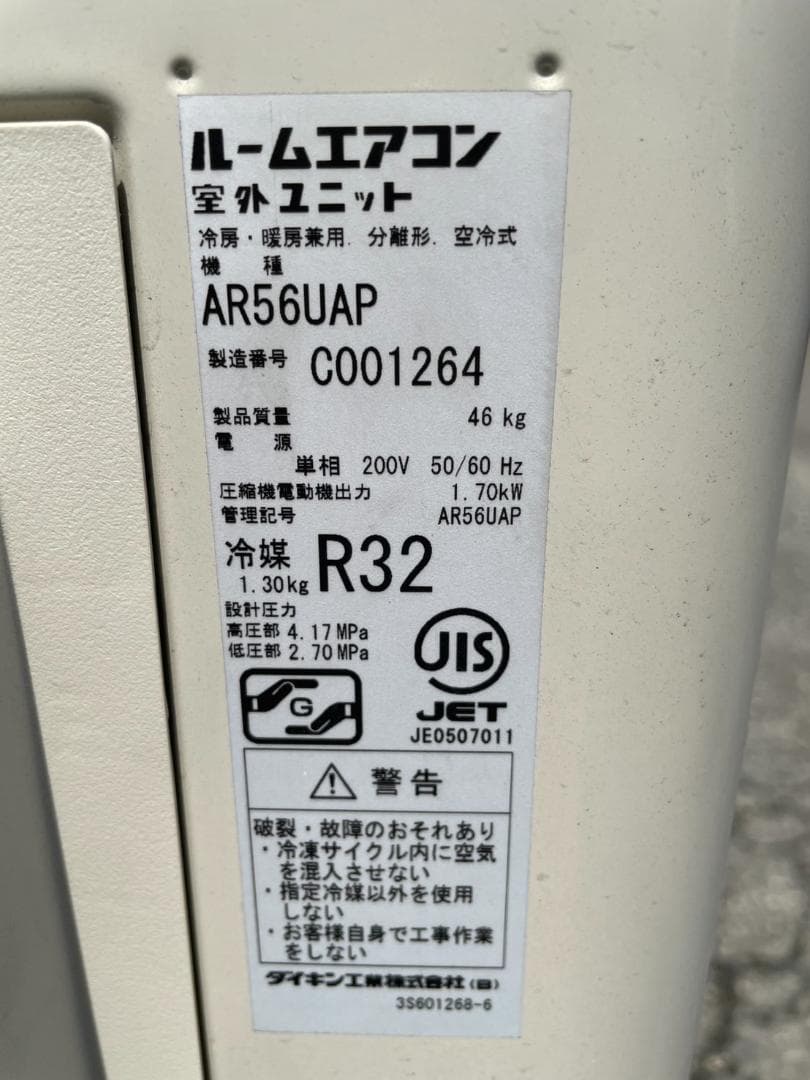 ルームエアコン
室外ユニット
冷房・暖房兼用．分離形．空冷式
機　種
AR56UAP
製造番号 C001264
製品質量 46 kg
電　源
単相 200V 50/60 Hz
圧縮機電動機出力 1.70kW
管理記号 AR56UAP
冷媒 R32
1.30kg
設計圧力
高圧部 4.17MPa
低圧部 2.70MPa
JIS
G
JET
JE0507011
警告
破裂・故障のおそれあり
・冷凍サイクル内に空気
を混入させない
・指定冷媒以外を使用
しない
・お客様自身で工事作業
をしない
ダイキン工業株式会社(B)
3S601268-6